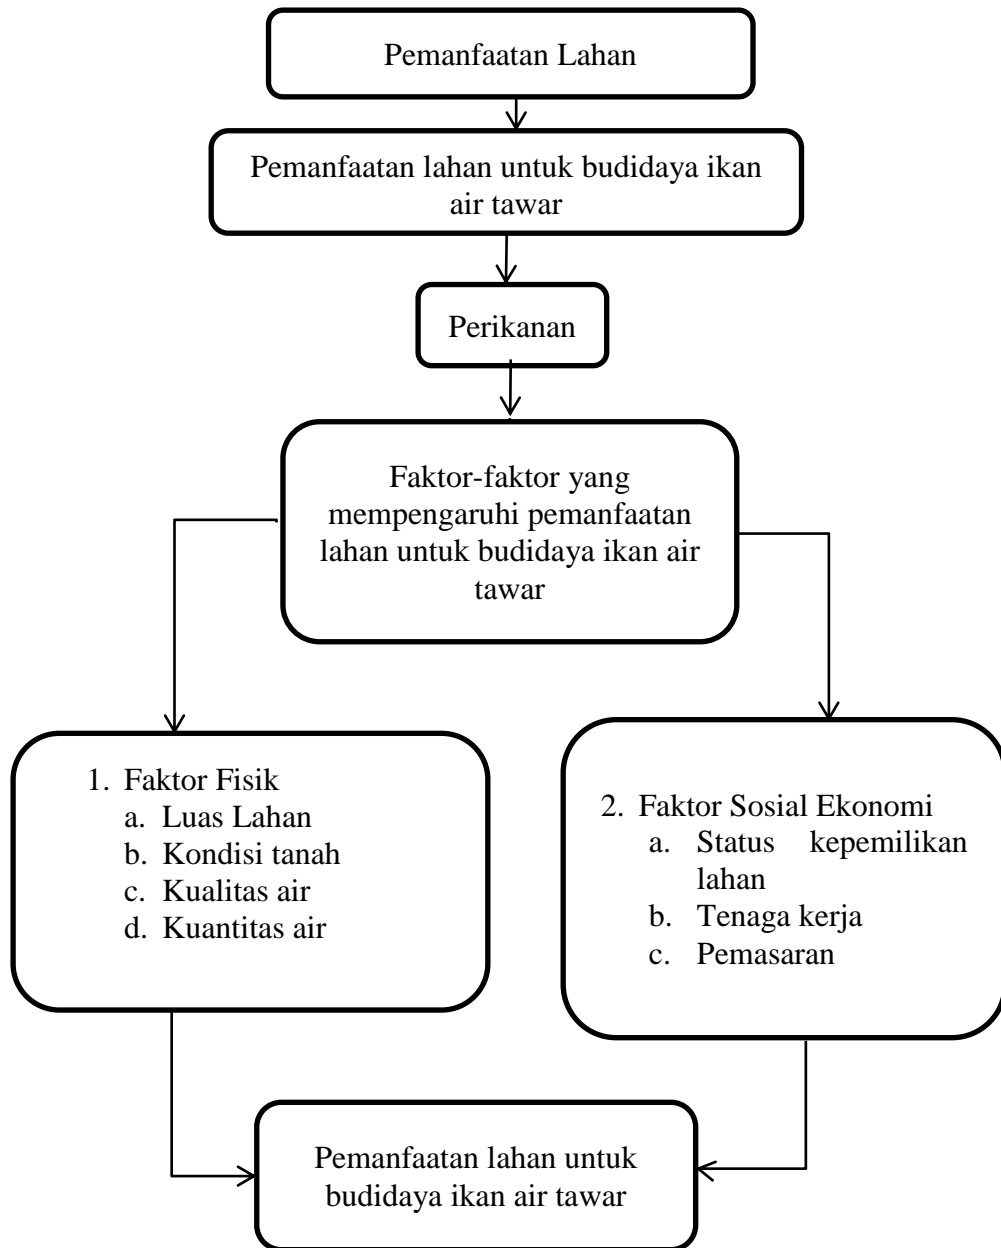 Pemanfaatan Lahan
Pemanfaatan lahan untuk budidaya ikan
air tawar
Perikanan
Faktor-faktor yang
mempengaruhi pemanfaatan
lahan untuk budidaya ikan air
tawar
1. Faktor Fisik
a. Luas Lahan
b. Kondisi tanah
c. Kualitas air
d. Kuantitas air
2. Faktor Sosial Ekonomi
a. Status kepemilikan
lahan
b. Tenaga kerja
c. Pemasaran
Pemanfaatan lahan untuk
budidaya ikan air tawar